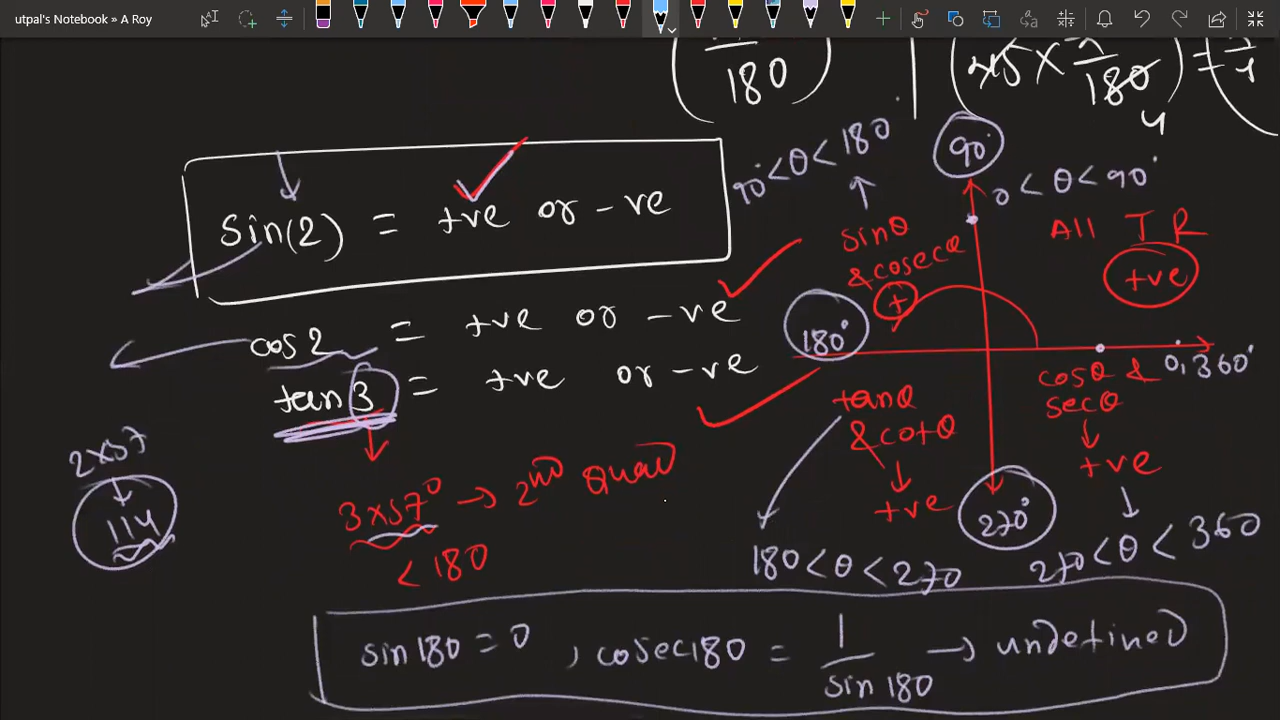 utpal's Notebook » A Roy
180
45 × π/180 4
Sin(2) = +ve or -ve
cos 2 = +ve or -ve
tan 3 = +ve or -ve
2×57
114
3×57° → 2nd Quad
< 180
90° < θ < 180
90°
0 < θ < 90°
sinθ
& cosecθ
+
All T R
+ve
180°
0, 360°
tanθ
& cotθ
+ve
cosθ &
secθ
+ve
270°
180 < θ < 270
270 < θ < 360
sin 180 = 0 , cosec 180 = 1/sin 180 → undefined